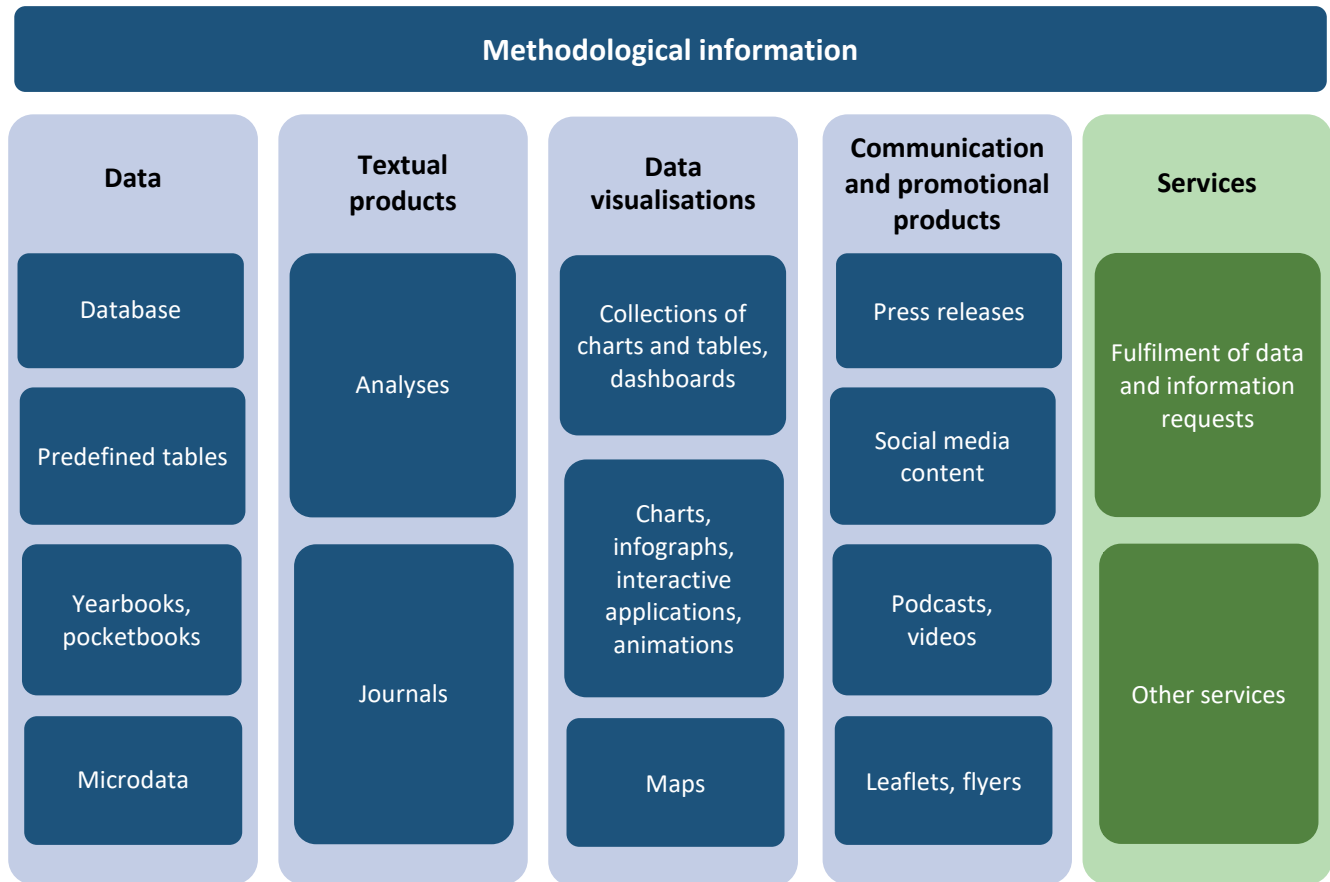 Methodological information
Data
Database
Predefined tables
Yearbooks,
pocketbooks
Microdata
Textual
products
Analyses
Journals
Data
visualisations
Collections of
charts and tables,
dashboards
Charts,
infographs,
interactive
applications,
animations
Maps
Communication
and promotional
products
Press releases
Social media
content
Podcasts,
videos
Leaflets, flyers
Services
Fulfilment of data
and information
requests
Other services